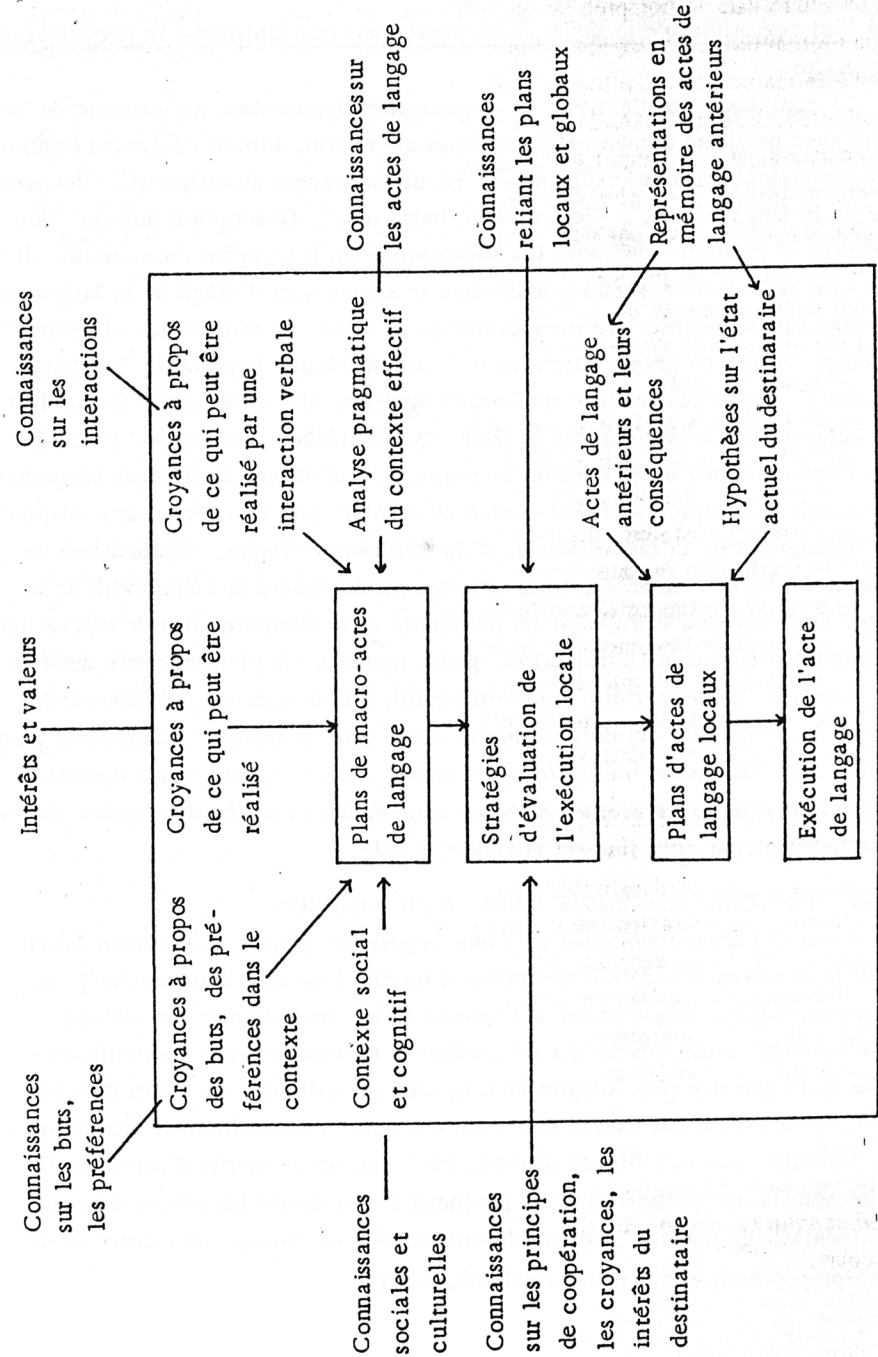 Connaissances
sur les buts,
les préférences
Intérêts et valeurs
Connaissances
sur les
interactions
Croyances à propos
des buts, des pré-
férences dans le
contexte
Croyances à propos
de ce qui peut être
réalisé
Croyances à propos
de ce qui peut être
réalisé par une
interaction verbale
Connaissances
sociales et
culturelles
Contexte social
et cognitif
Plans de macro-actes
de langage
Analyse pragmatique
du contexte effectif
Connaissances sur
les actes de langage
Connaissances
sur les principes
de coopération,
les croyances, les
intérêts du
destinataire
Stratégies
d'évaluation de
l'exécution locale
Connaissances
reliant les plans
locaux et globaux
Plans d'actes de
langage locaux
Actes de langage
antérieurs et leurs
conséquences
Hypothèses sur l'état
actuel du destinaraire
Représentations en
mémoire des actes de
langage antérieurs
Exécution de l'acte
de langage